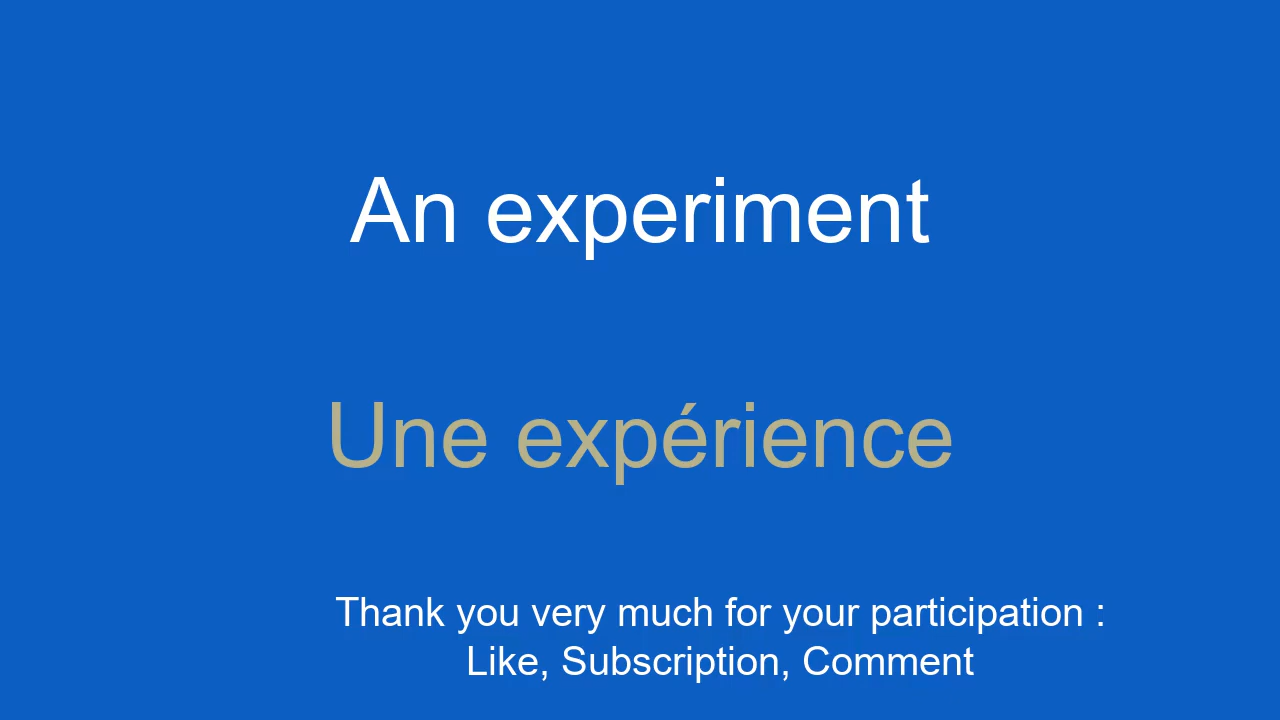 An experiment
Une expérience
Thank you very much for your participation :
Like, Subscription, Comment